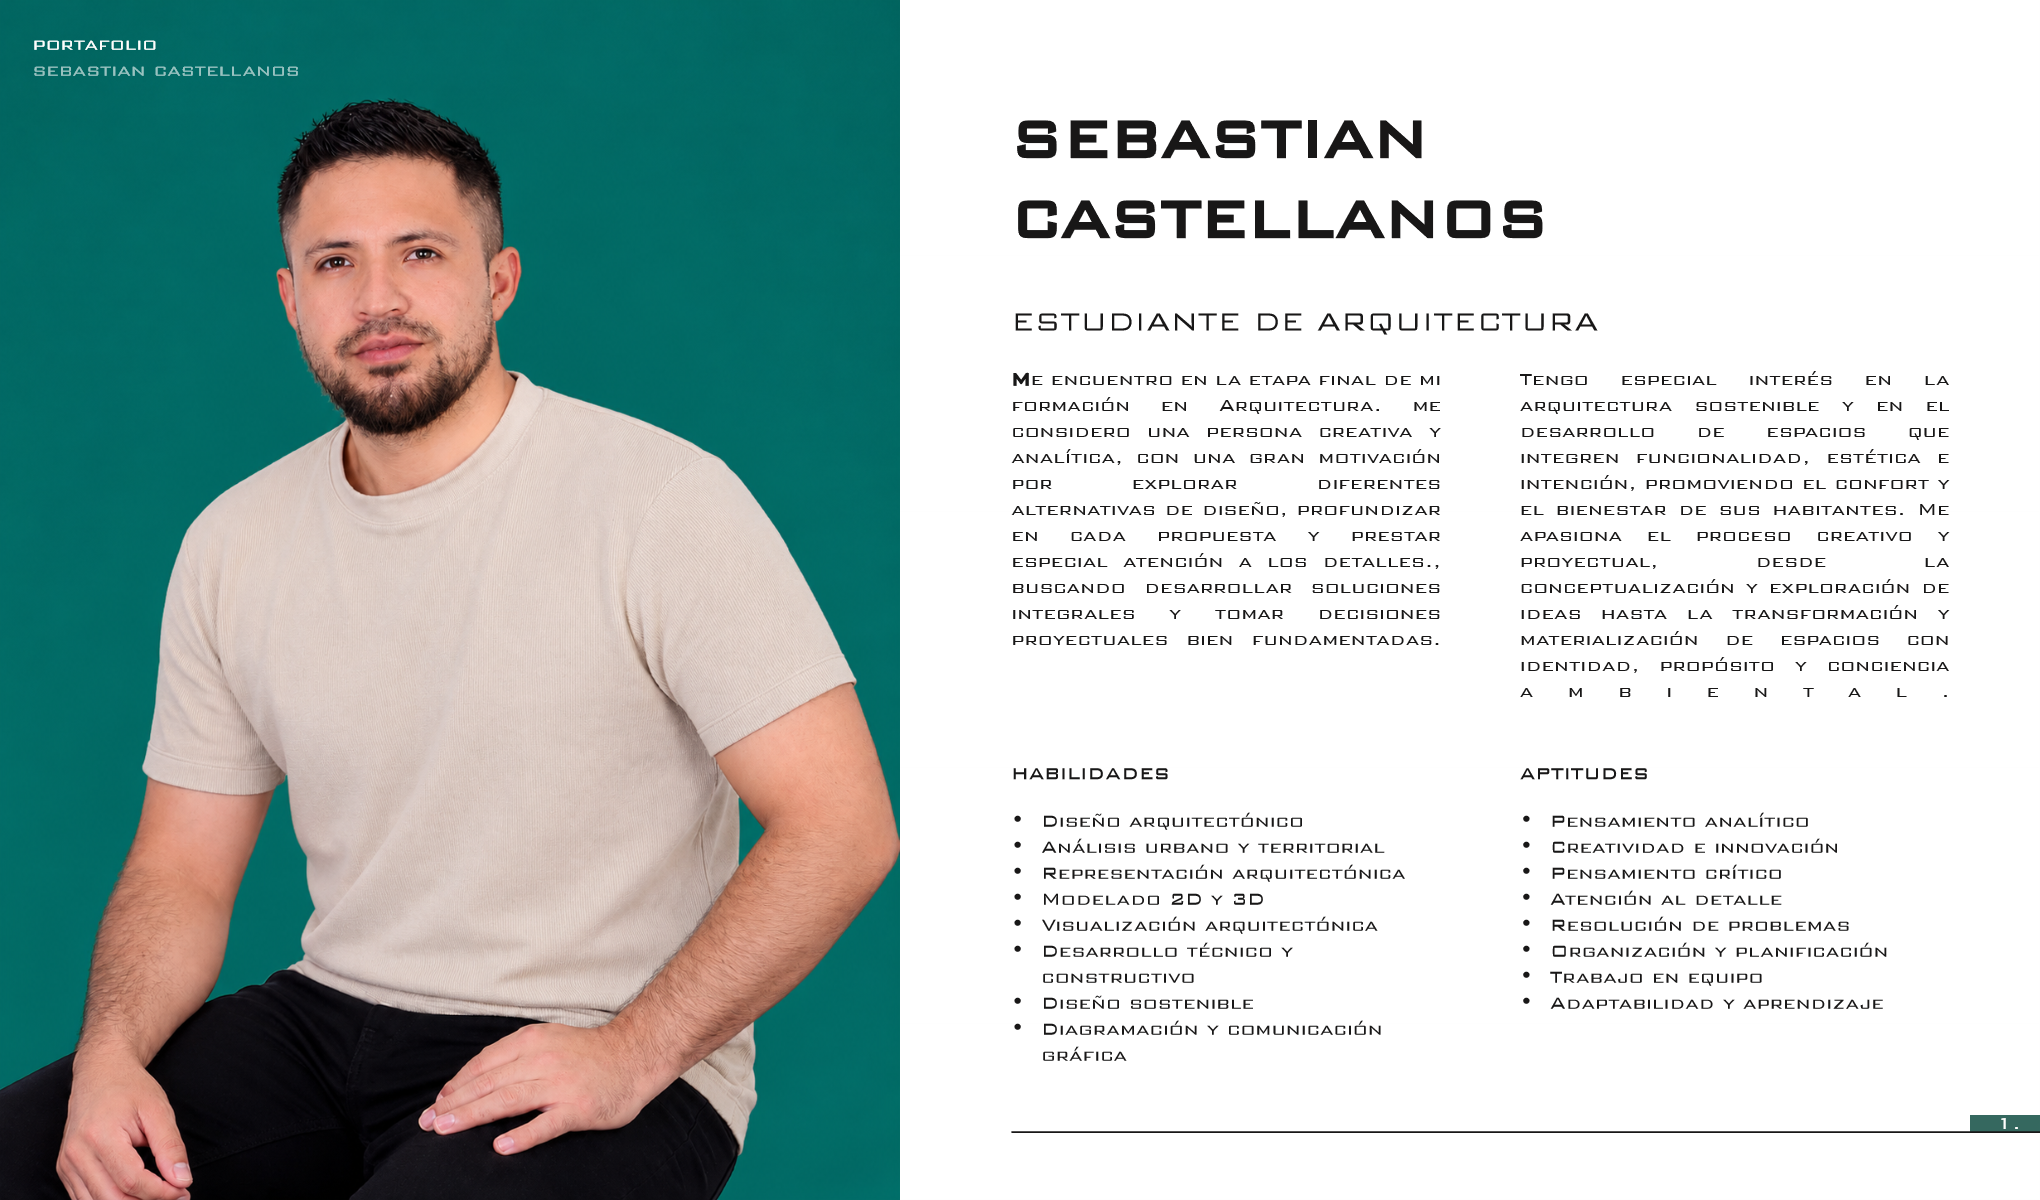 PORTAFOLIO
SEBASTIAN CASTELLANOS
SEBASTIAN
CASTELLANOS
ESTUDIANTE DE ARQUITECTURA
Me encuentro en la etapa final de mi
formación en Arquitectura. me
considero una persona creativa y
analítica, con una gran motivación
por explorar diferentes
alternativas de diseño, profundizar
en cada propuesta y prestar
especial atención a los detalles.,
buscando desarrollar soluciones
integrales y tomar decisiones
proyectuales bien fundamentadas.
Tengo especial interés en la
arquitectura sostenible y en el
desarrollo de espacios que
integren funcionalidad, estética e
intención, promoviendo el confort y
el bienestar de sus habitantes. Me
apasiona el proceso creativo y
proyectual, desde la
conceptualización y exploración de
ideas hasta la transformación y
materialización de espacios con
identidad, propósito y conciencia
ambiental.
HABILIDADES
• Diseño arquitectónico
• Análisis urbano y territorial
• Representación arquitectónica
• Modelado 2D y 3D
• Visualización arquitectónica
• Desarrollo técnico y
constructivo
• Diseño sostenible
• Diagramación y comunicación
gráfica
APTITUDES
• Pensamiento analítico
• Creatividad e innovación
• Pensamiento crítico
• Atención al detalle
• Resolución de problemas
• Organización y planificación
• Trabajo en equipo
• Adaptabilidad y aprendizaje
1.